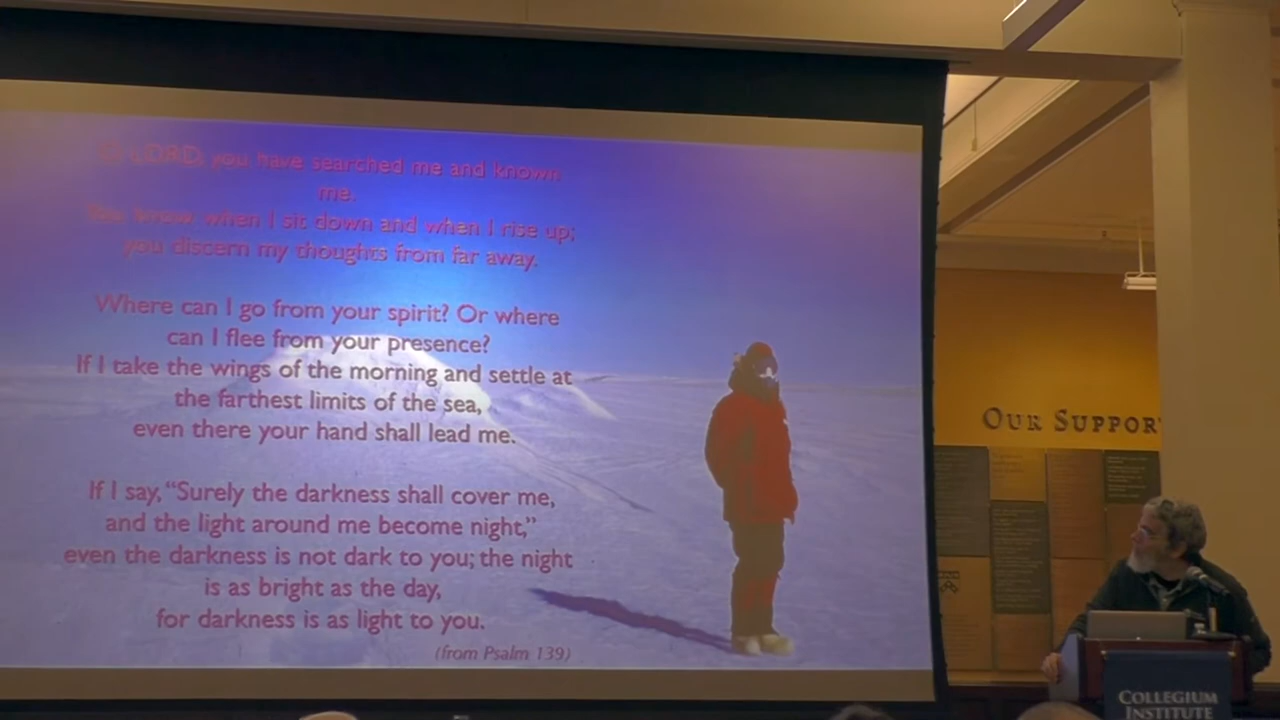 O LORD, you have searched me and known
me.
You know when I sit down and when I rise up;
you discern my thoughts from far away.
Where can I go from your spirit? Or where
can I flee from your presence?
If I take the wings of the morning and settle at
the farthest limits of the sea,
even there your hand shall lead me.
If I say, “Surely the darkness shall cover me,
and the light around me become night,”
even the darkness is not dark to you; the night
is as bright as the day,
for darkness is as light to you.
(from Psalm 139)
OUR SUPPOR
COLLEGIUM
INSTITUTE